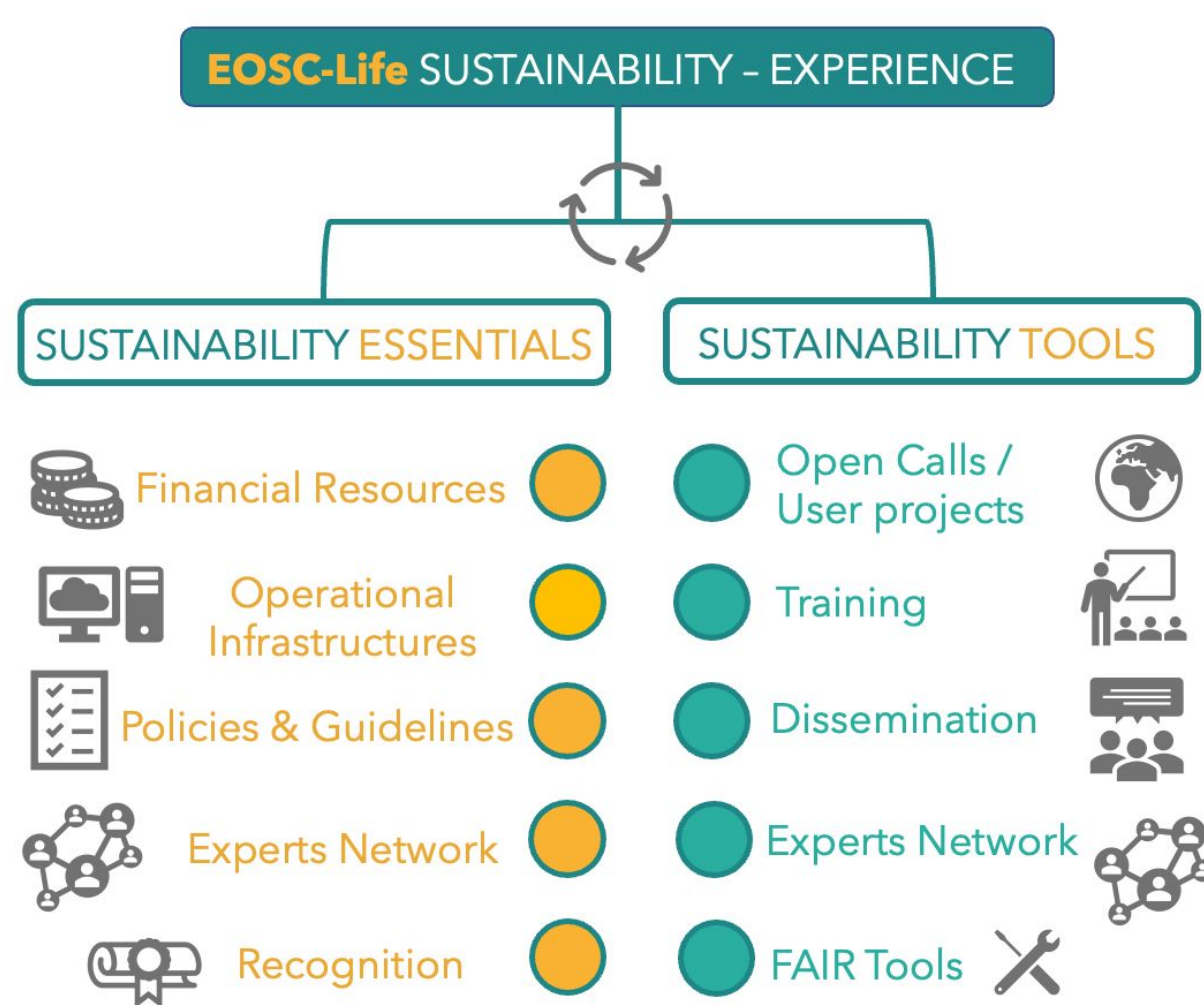 EOSC-Life SUSTAINABILITY – EXPERIENCE
SUSTAINABILITY ESSENTIALS
SUSTAINABILITY TOOLS
Financial Resources
Operational
Infrastructures
Policies & Guidelines
Experts Network
Recognition
Open Calls /
User projects
Training
Dissemination
Experts Network
FAIR Tools